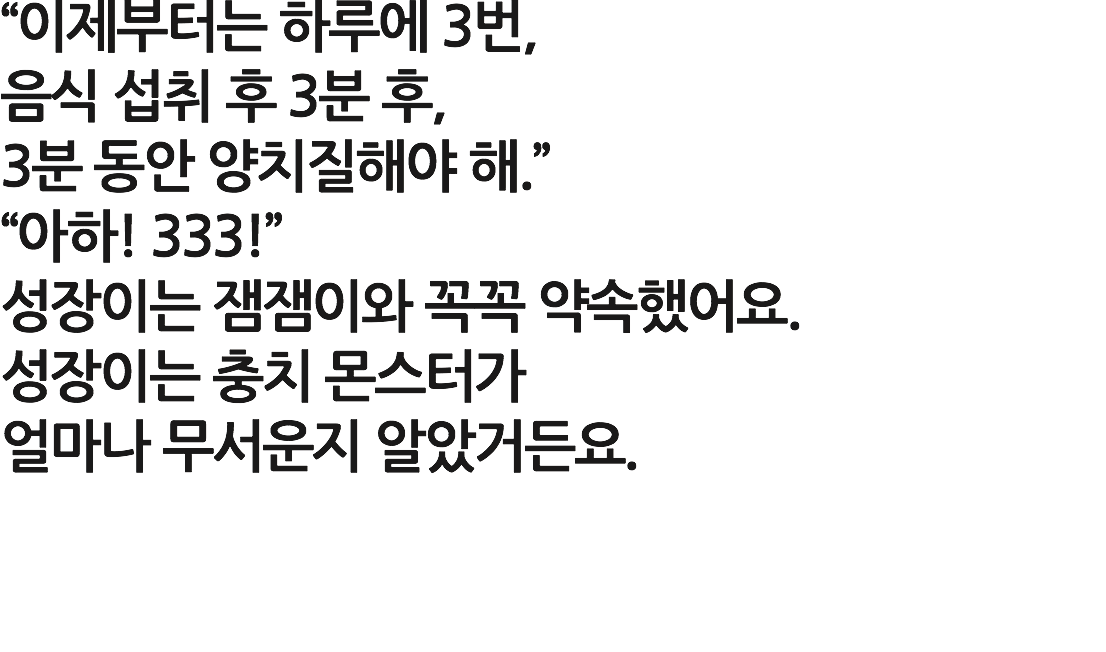 “이제부터는 하루에 3번,
음식 섭취 후 3분 후,
3분 동안 양치질해야 해.”
“아하! 333!”
성장이는 잼잼이와 꼭꼭 약속했어요.
성장이는 충치 몬스터가
얼마나 무서운지 알았거든요.